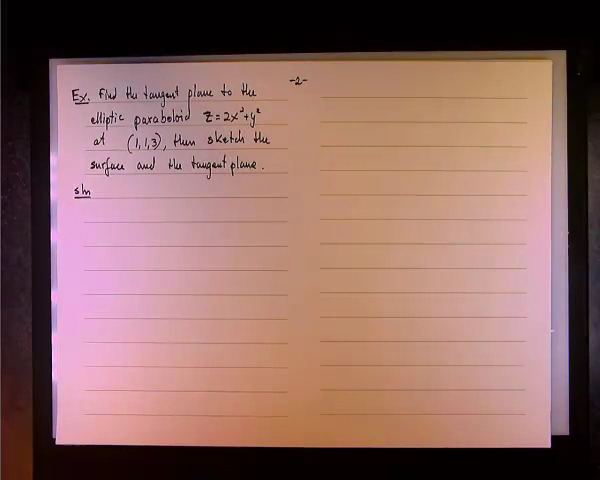 -2-
Ex. Find the tangent plane to the
elliptic paraboloid z=2x²+y²
at (1,1,3), then sketch the
surface and the tangent plane.
sln